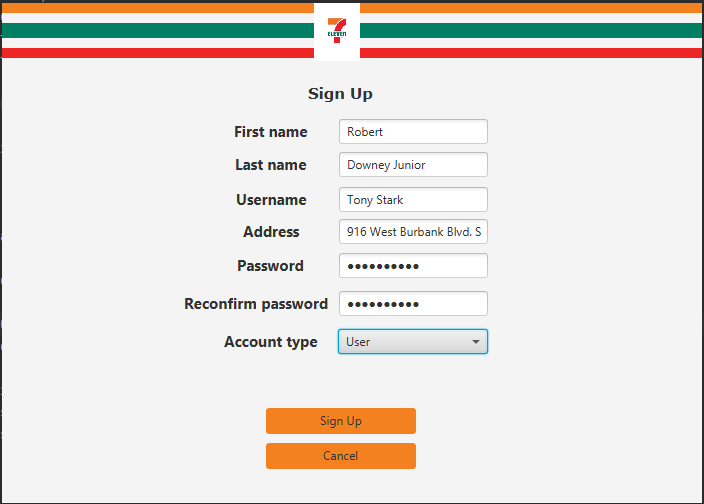 7
ELEVEN
Sign Up
First name Robert
Last name Downey Junior
Username Tony Stark
Address 916 West Burbank Blvd. S
Password ●●●●●●●●●●
Reconfirm password ●●●●●●●●●●
Account type User
Sign Up
Cancel